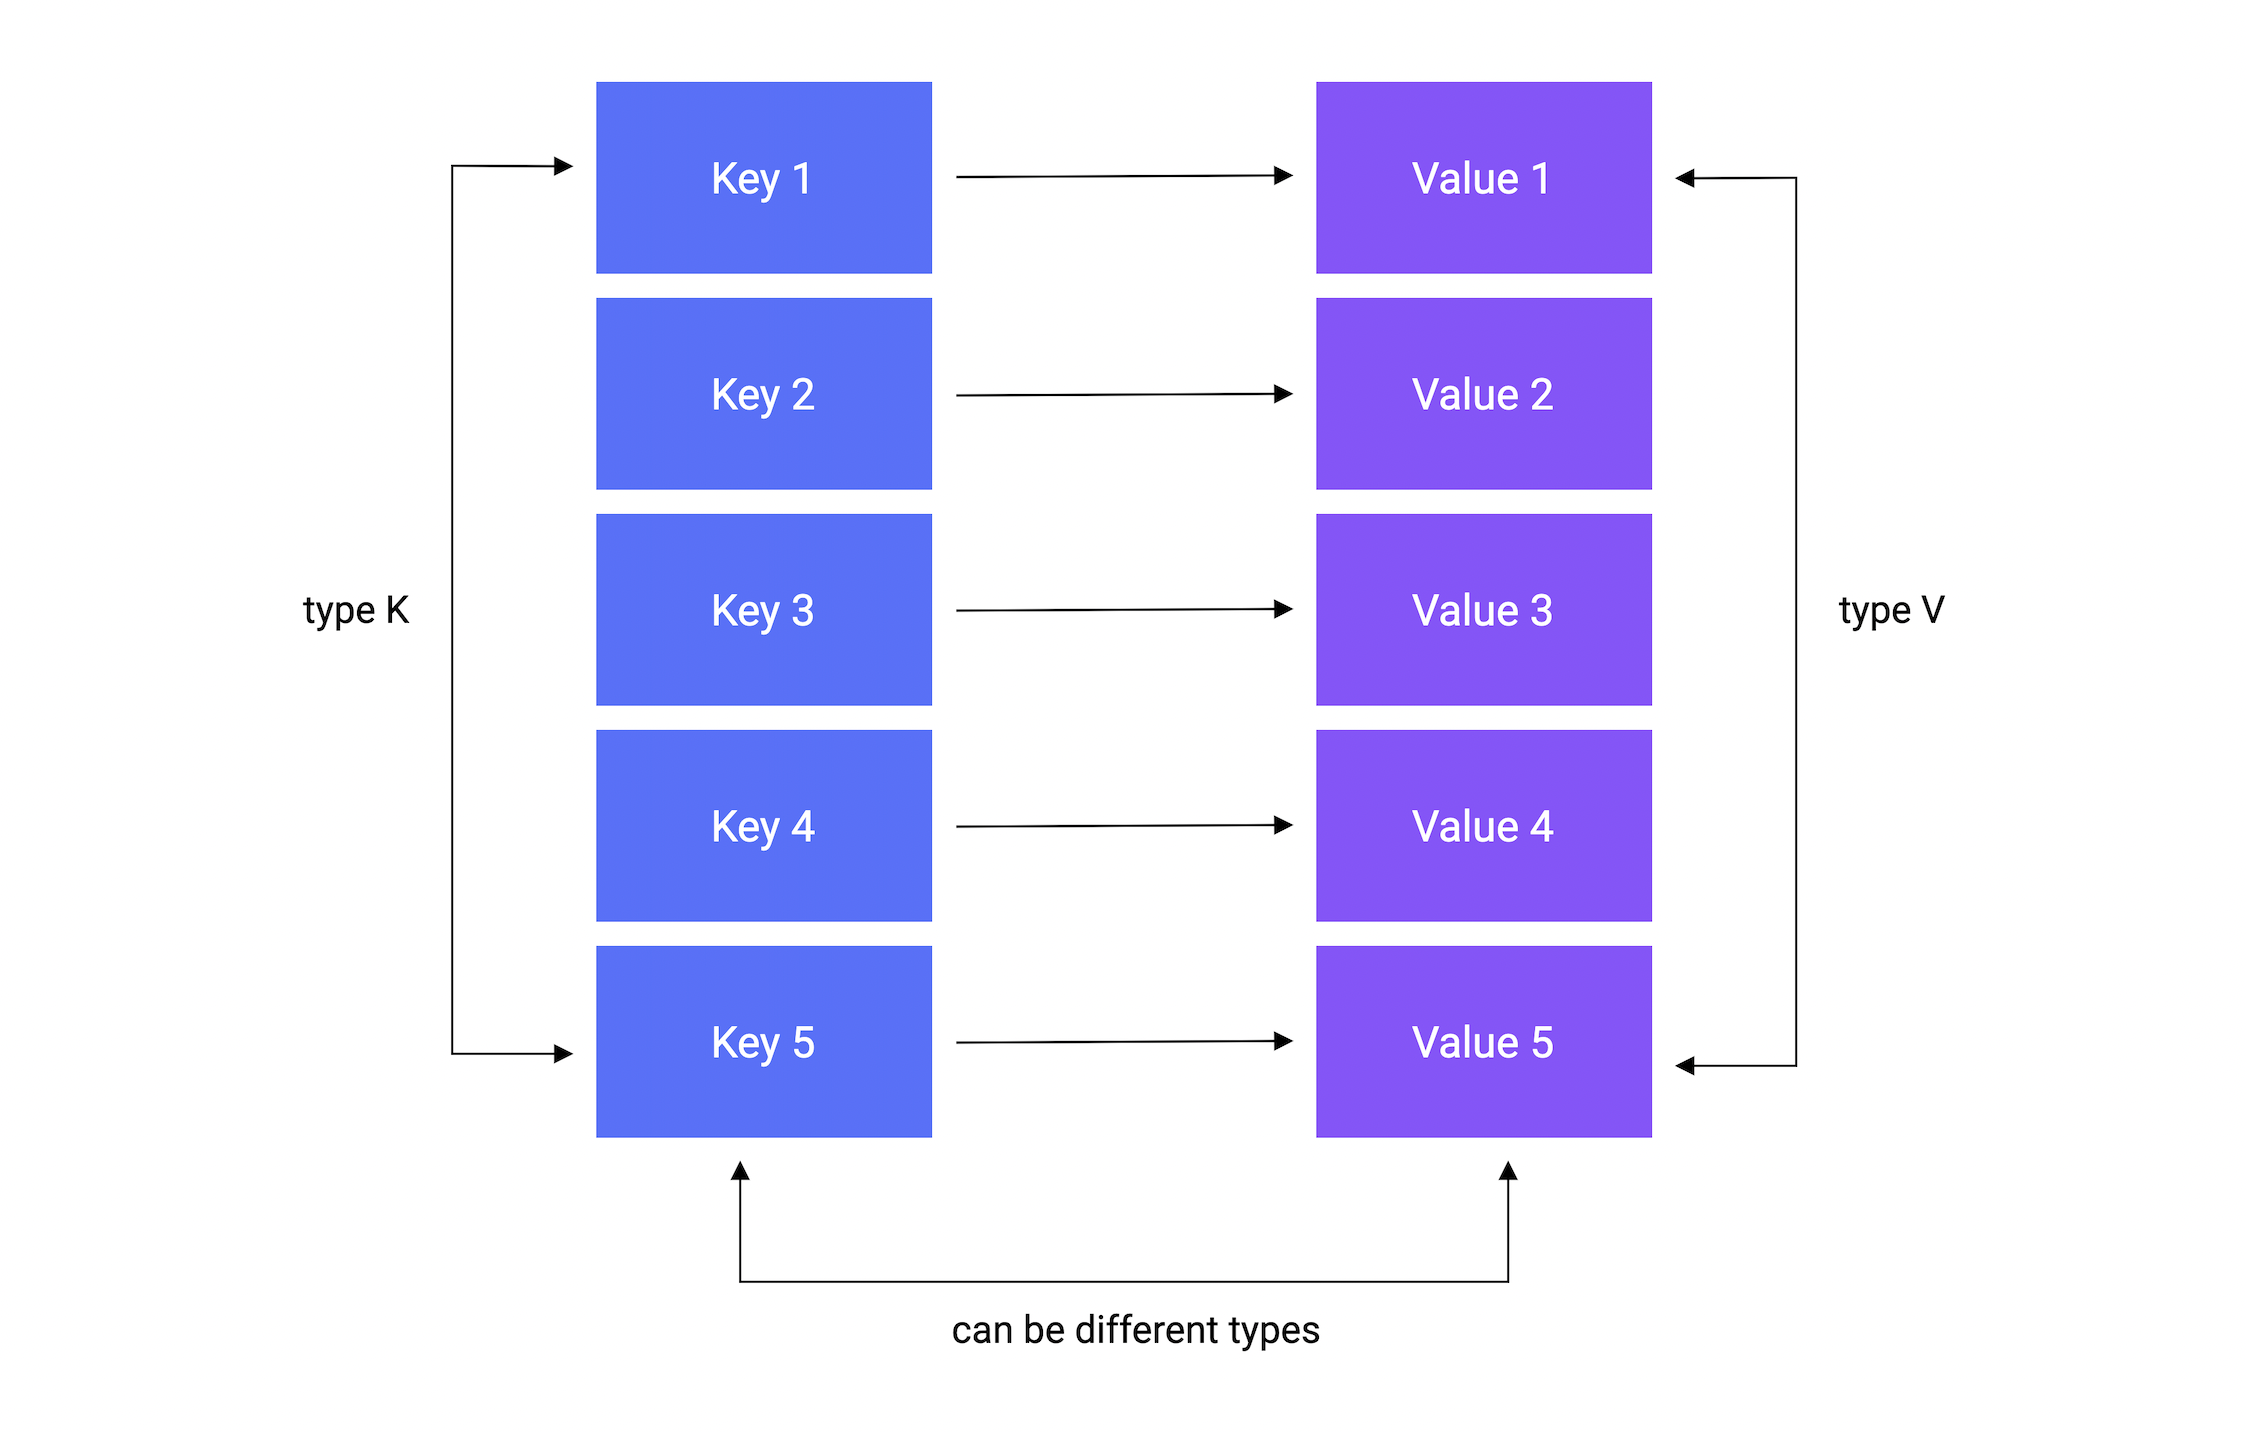 Key 1
Value 1
Key 2
Value 2
type K
Key 3
Value 3
type V
Key 4
Value 4
Key 5
Value 5
can be different types